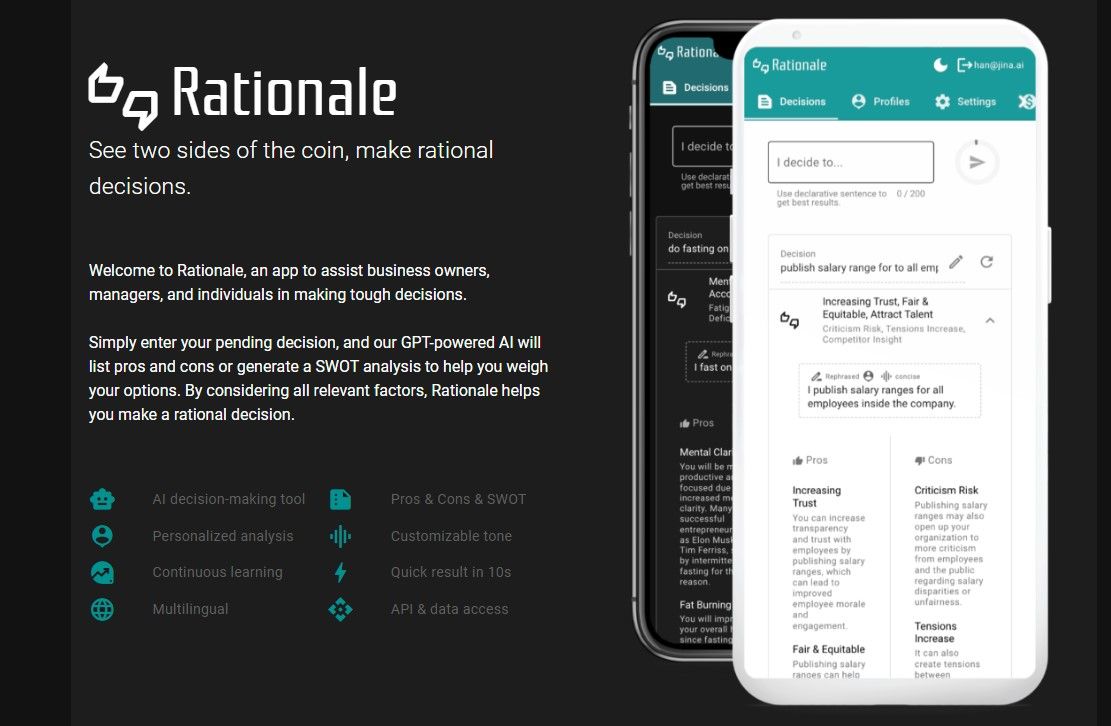 Rationale
See two sides of the coin, make rational
decisions.
Welcome to Rationale, an app to assist business owners,
managers, and individuals in making tough decisions.
Simply enter your pending decision, and our GPT-powered AI will
list pros and cons or generate a SWOT analysis to help you weigh
your options. By considering all relevant factors, Rationale helps
you make a rational decision.
AI decision-making tool
Pros & Cons & SWOT
Personalized analysis
Customizable tone
Continuous learning
Quick result in 10s
Multilingual
API & data access
Decisions
I decide to
Use declarat
get best resu
Decision
do fasting on
Ment
Acco
Fatig
Defic
Rephra
I fast on
Pros
Mental Clar
You will be m
productive a
focused due
increased me
clarity. Many
successful
entrepreneur
as Elon Musk
Tim Ferriss,
by intermitte
fasting for th
reason.
Fat Burning
You will impr
your overall h
since fasting
Rationale
han@jina.ai
Decisions
Profiles
Settings
I decide to...
Use declarative sentence to
get best results.
0 / 200
Decision
publish salary range for to all emp
Increasing Trust, Fair &
Equitable, Attract Talent
Criticism Risk, Tensions Increase,
Competitor Insight
Rephrased concise
I publish salary ranges for all
employees inside the company.
Pros
Increasing
Trust
You can increase
transparency
and trust with
employees by
publishing salary
ranges, which
can lead to
improved
employee morale
and
engagement.
Fair & Equitable
Publishing salary
ranges can help
Cons
Criticism Risk
Publishing salary
ranges may also
open up your
organization to
more criticism
from employees
and the public
regarding salary
disparities or
unfairness.
Tensions
Increase
It can also
create tensions
between